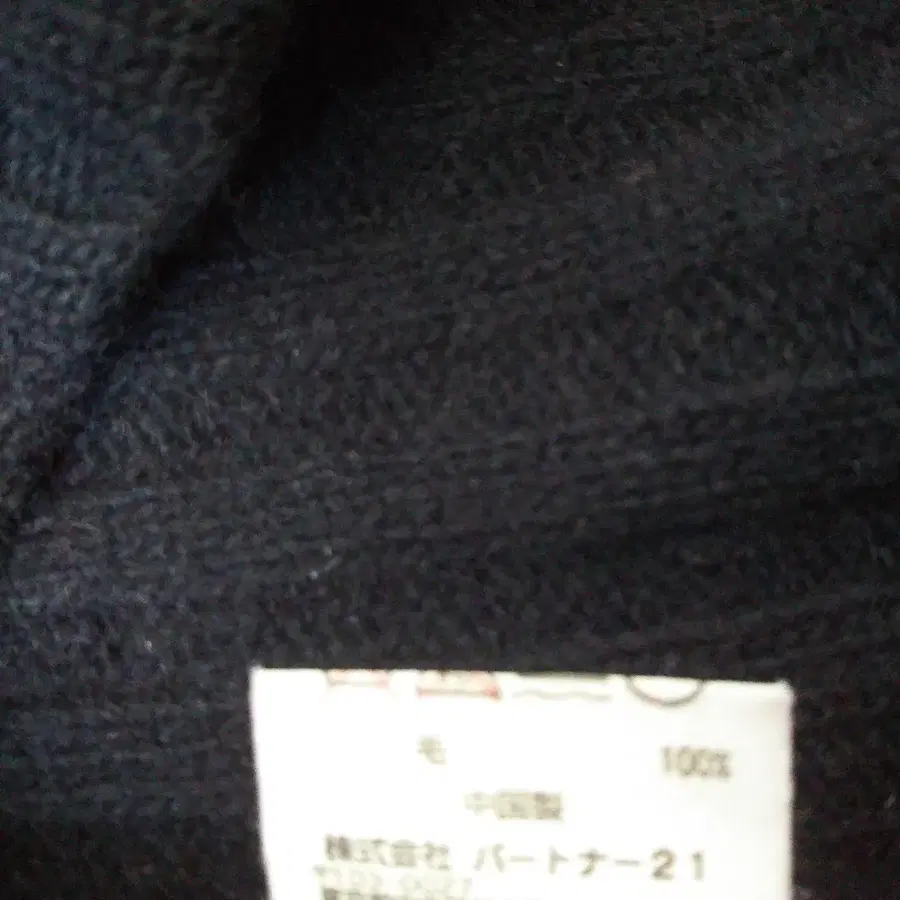 毛 100%
中国製
株式会社 パートナー21